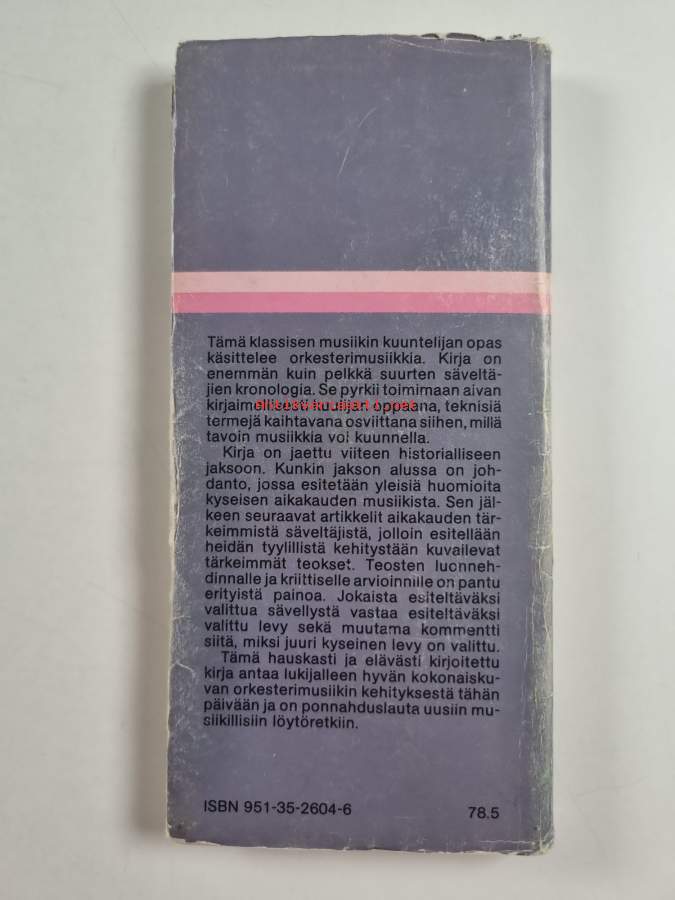 Tämä klassisen musiikin kuuntelijan opas
käsittelee orkesterimusiikkia. Kirja on
enemmän kuin pelkkä suurten säveltä-
jien kronologia. Se pyrkii toimimaan aivan
kirjaimellisesti kuulijan oppaana, teknisiä
termejä kaihtavana osviittana siihen, millä
tavoin musiikkia voi kuunnella.
Kirja on jaettu viiteen historialliseen
jaksoon. Kunkin jakson alussa on joh-
danto, jossa esitetään yleisiä huomioita
kyseisen aikakauden musiikista. Sen jäl-
keen seuraavat artikkelit aikakauden tär-
keimmistä säveltäjistä, jolloin esitellään
heidän tyylillistä kehitystään kuvailevat
tärkeimmät teokset. Teosten luonneh-
dinnalle ja kriittiselle arvioinnille on pantu
erityistä painoa. Jokaista esiteltäväksi
valittua sävellystä vastaa esiteltäväksi
valittu levy sekä muutama kommentti
siitä, miksi juuri kyseinen levy on valittu.
Tämä hauskasti ja elävästi kirjoitettu
kirja antaa lukijalleen hyvän kokonaisku-
van orkesterimusiikin kehityksestä tähän
päivään ja on ponnahduslauta uusiin mu-
siikillisiin löytöretkiin.
ISBN 951-35-2604-6 78.5